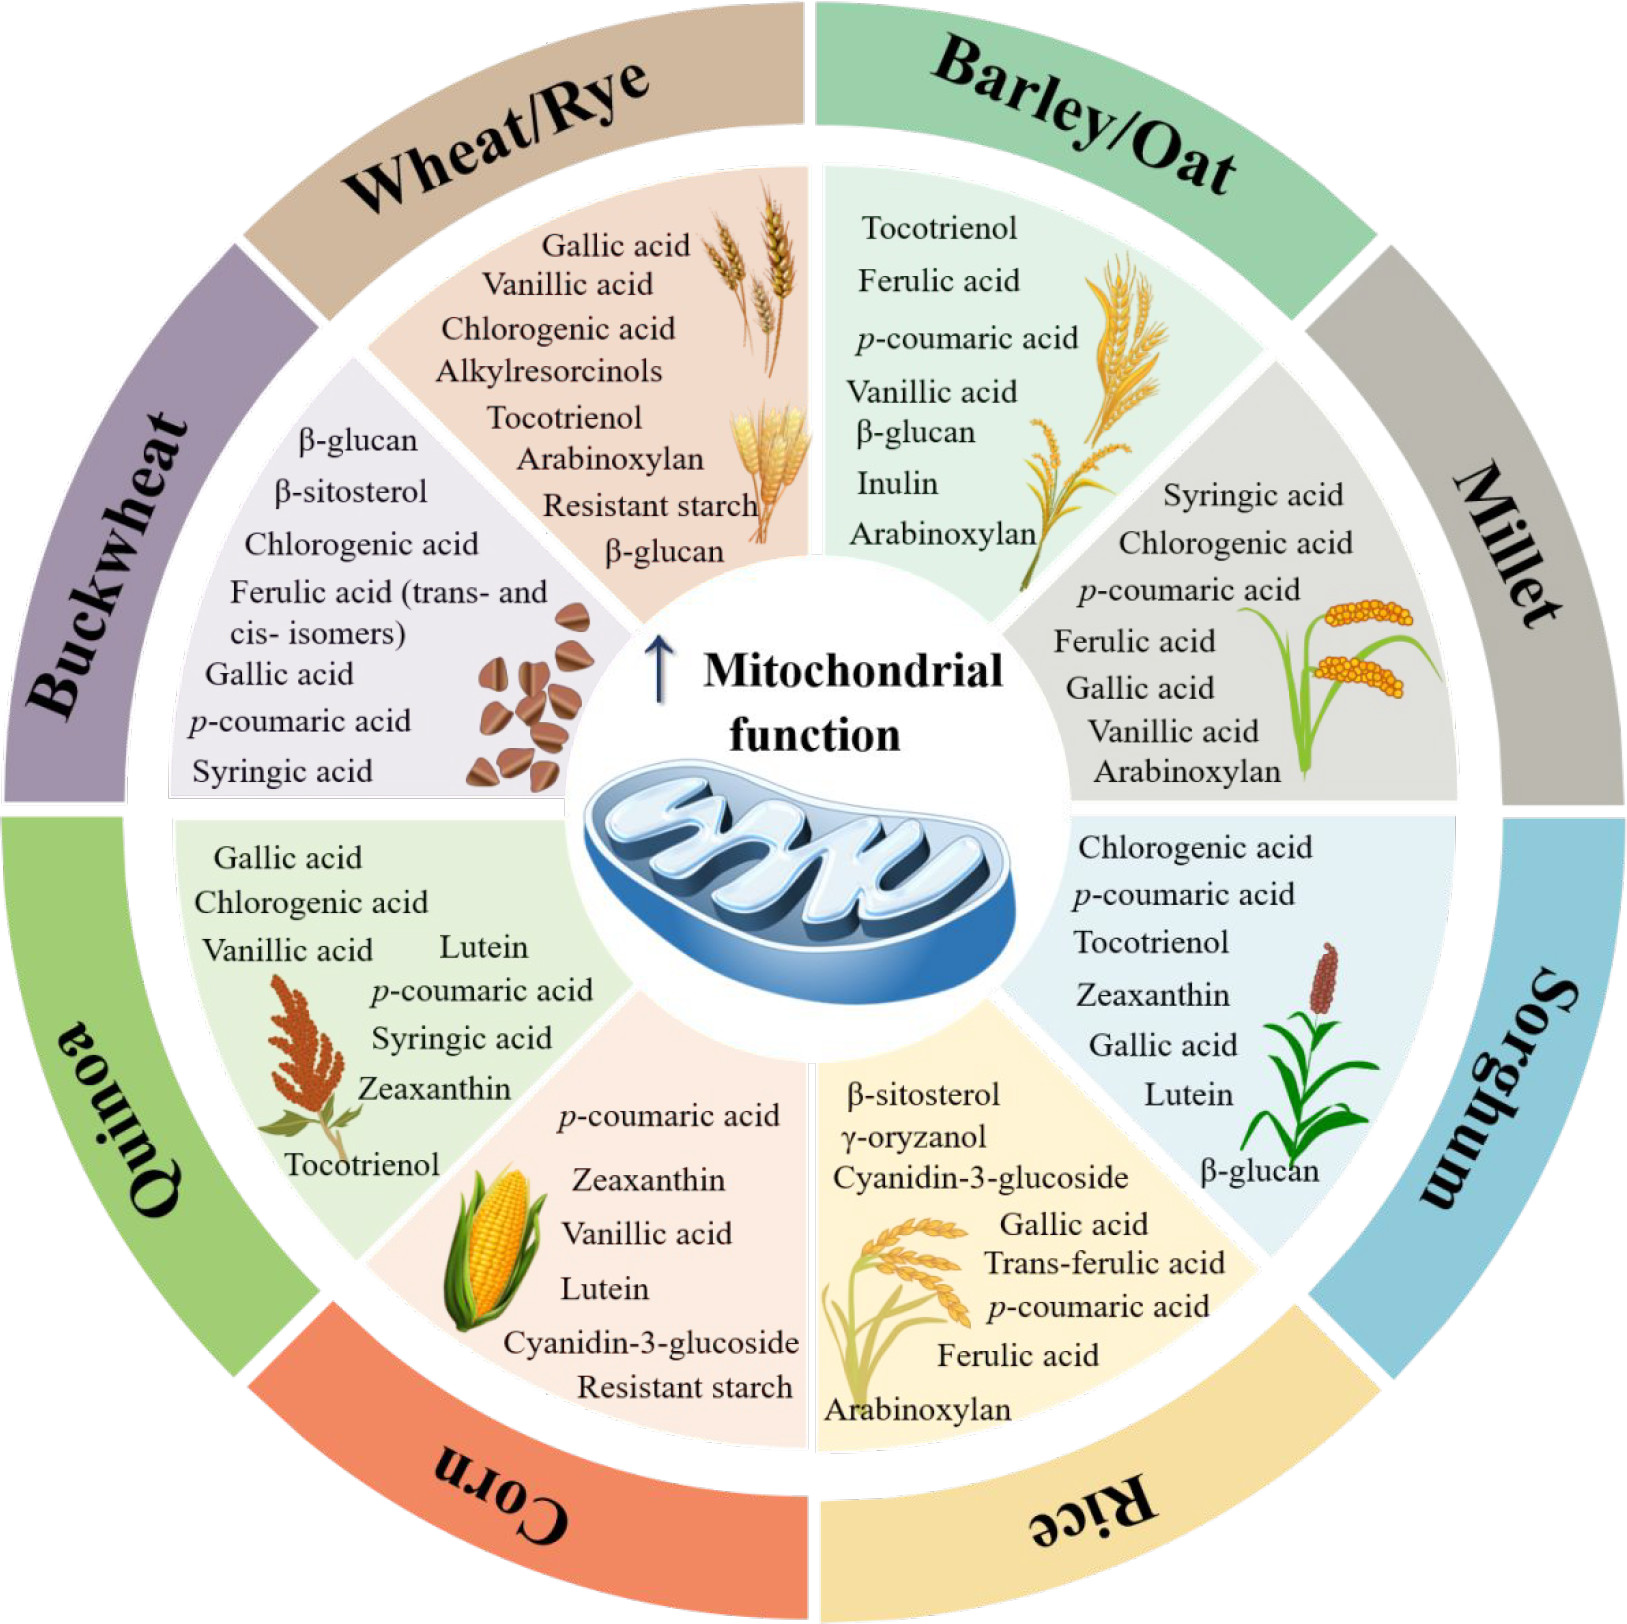 Wheat/Rye
Gallic acid
Vanillic acid
Chlorogenic acid
Alkylresorcinols
Tocotrienol
Arabinoxylan
Resistant starch
β-glucan
Barley/Oat
Tocotrienol
Ferulic acid
p-coumaric acid
Vanillic acid
β-glucan
Inulin
Arabinoxylan
Millet
Syringic acid
Chlorogenic acid
p-coumaric acid
Ferulic acid
Gallic acid
Vanillic acid
Arabinoxylan
Sorghum
Chlorogenic acid
p-coumaric acid
Tocotrienol
Zeaxanthin
Gallic acid
Lutein
β-glucan
Rice
β-sitosterol
γ-oryzanol
Cyanidin-3-glucoside
Gallic acid
Trans-ferulic acid
p-coumaric acid
Ferulic acid
Arabinoxylan
Corn
p-coumaric acid
Zeaxanthin
Vanillic acid
Lutein
Cyanidin-3-glucoside
Resistant starch
Quinoa
Gallic acid
Chlorogenic acid
Vanillic acid
Lutein
p-coumaric acid
Syringic acid
Zeaxanthin
Tocotrienol
Buckwheat
β-glucan
β-sitosterol
Chlorogenic acid
Ferulic acid (trans- and
cis- isomers)
Gallic acid
p-coumaric acid
Syringic acid
↑ Mitochondrial
function